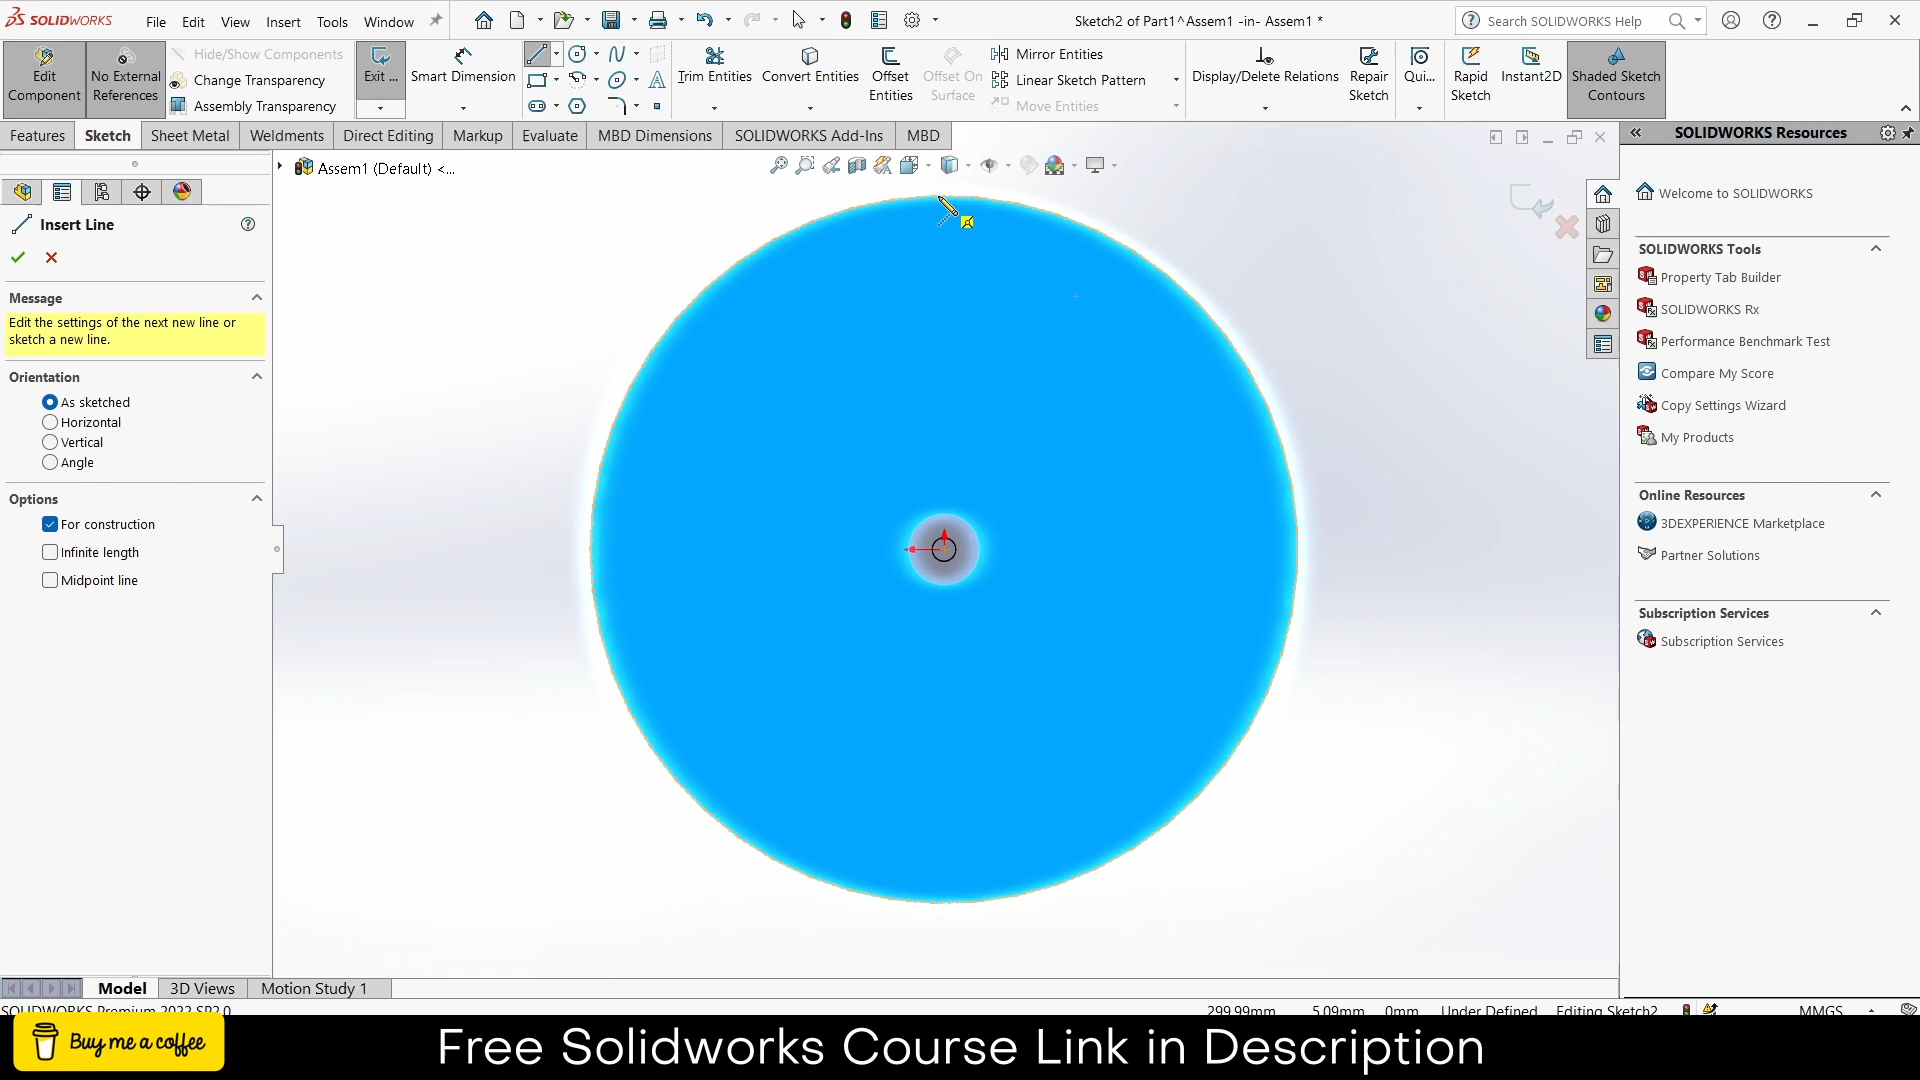 SOLIDWORKS File Edit View Insert Tools Window Sketch2 of Part1^Assem1 -in- Assem1 * Search SOLIDWORKS Help
Edit Component
No External References
Hide/Show Components
Change Transparency
Assembly Transparency
Exit ...
Smart Dimension
Trim Entities
Convert Entities
Offset Entities
Offset On Surface
Mirror Entities
Linear Sketch Pattern
Move Entities
Display/Delete Relations
Repair Sketch
Qui...
Rapid Sketch
Instant2D
Shaded Sketch Contours
Features Sketch Sheet Metal Weldments Direct Editing Markup Evaluate MBD Dimensions SOLIDWORKS Add-Ins MBD
Assem1 (Default) <...
Insert Line
Message
Edit the settings of the next new line or
sketch a new line.
Orientation
As sketched
Horizontal
Vertical
Angle
Options
For construction
Infinite length
Midpoint line
SOLIDWORKS Resources
Welcome to SOLIDWORKS
SOLIDWORKS Tools
Property Tab Builder
SOLIDWORKS Rx
Performance Benchmark Test
Compare My Score
Copy Settings Wizard
My Products
Online Resources
3DEXPERIENCE Marketplace
Partner Solutions
Subscription Services
Subscription Services
Model 3D Views Motion Study 1
SOLIDWORKS Premium 2022 SP2.0 299.99mm 5.09mm 0mm Under Defined Editing Sketch2 MMGS
Buy me a coffee
Free Solidworks Course Link in Description